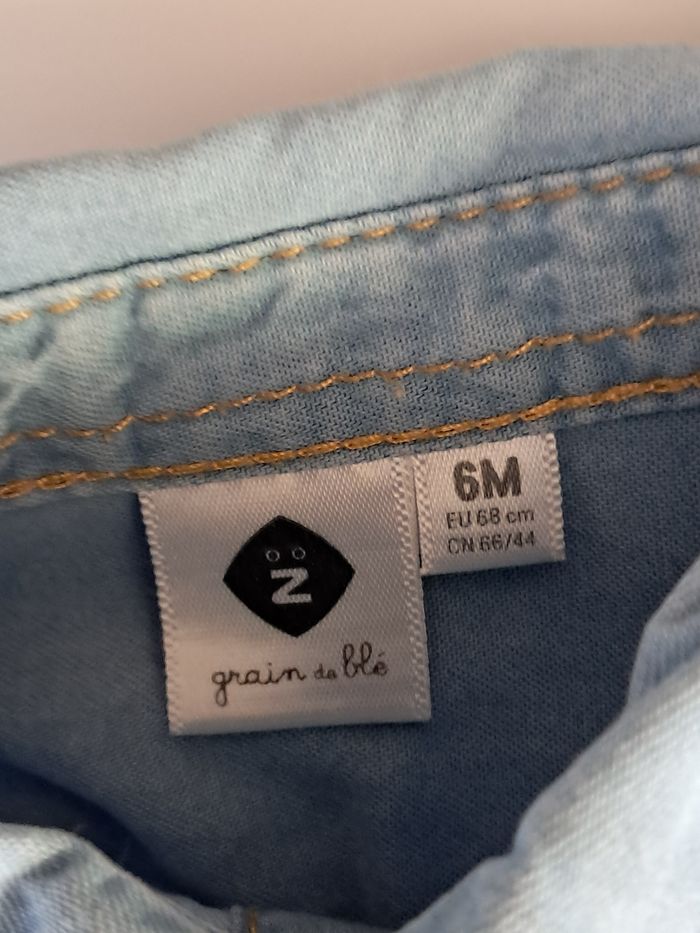 Z
grain de blé
6M
EU 68 cm
CN 66/44